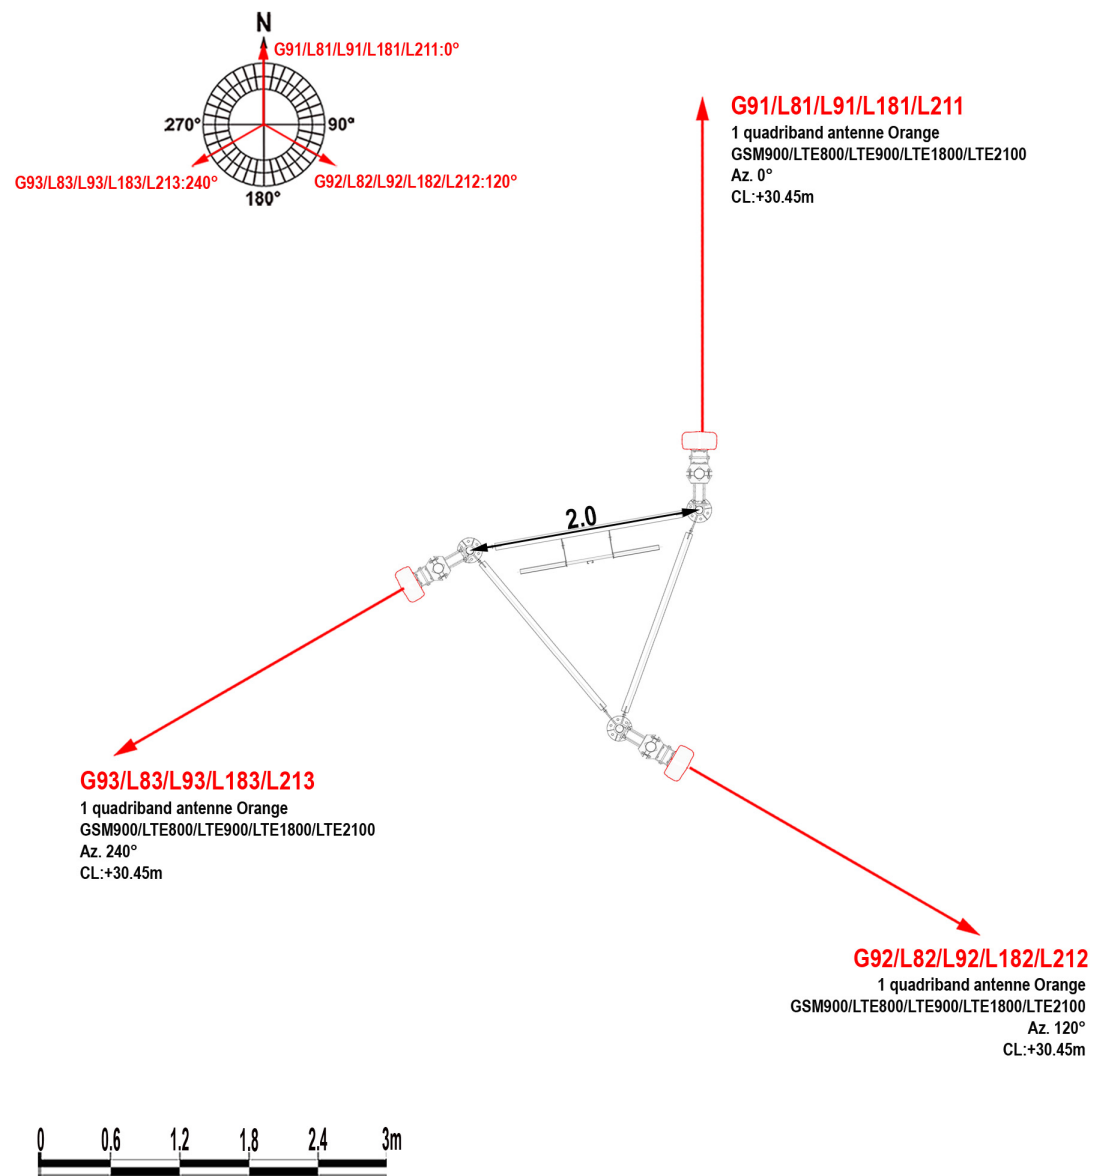 N
G91/L81/L91/L181/L211:0°
270°
90°
G93/L83/L93/L183/L213:240°
G92/L82/L92/L182/L212:120°
180°
G91/L81/L91/L181/L211
1 quadriband antenne Orange
GSM900/LTE800/LTE900/LTE1800/LTE2100
Az. 0°
CL:+30.45m
2.0
G93/L83/L93/L183/L213
1 quadriband antenne Orange
GSM900/LTE800/LTE900/LTE1800/LTE2100
Az. 240°
CL:+30.45m
G92/L82/L92/L182/L212
1 quadriband antenne Orange
GSM900/LTE800/LTE900/LTE1800/LTE2100
Az. 120°
CL:+30.45m
0 0.6 1.2 1.8 2.4 3m